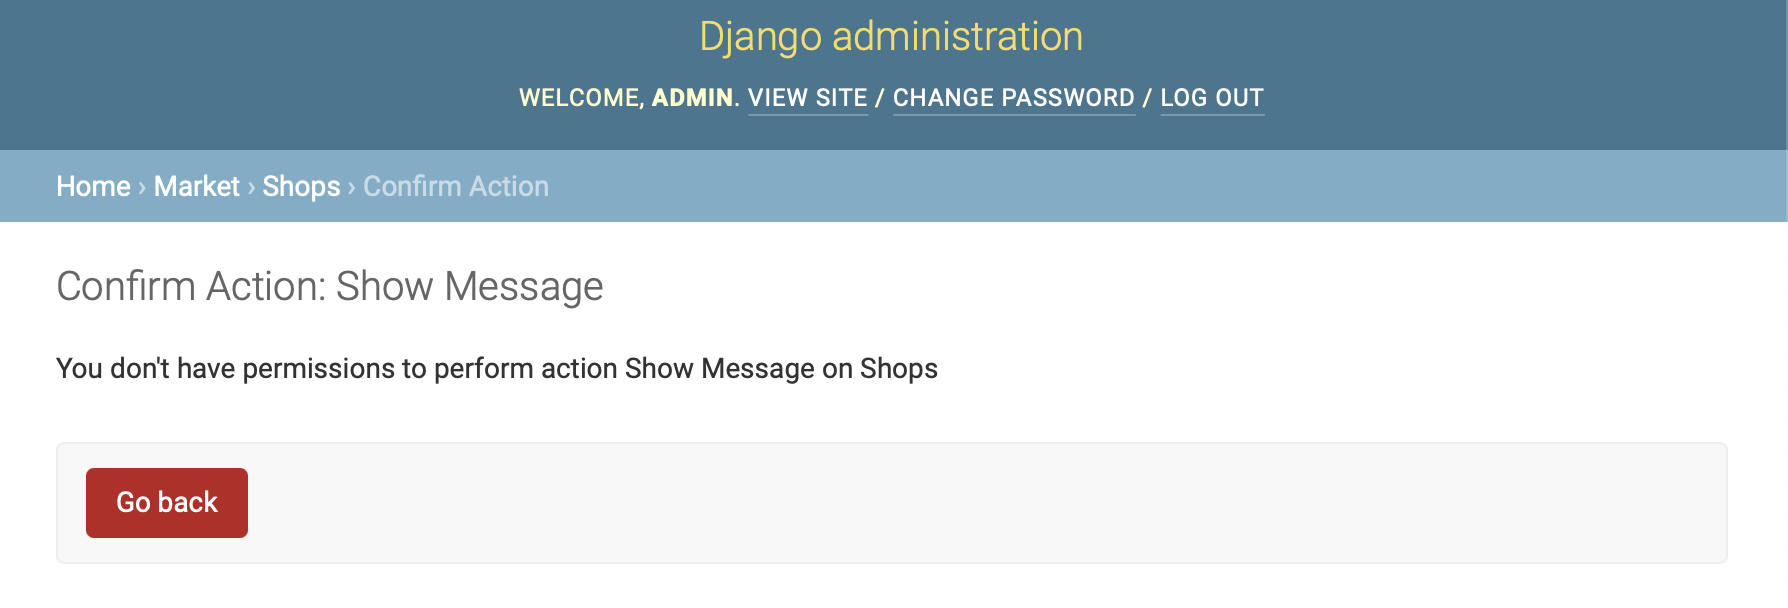 Django administration
WELCOME, ADMIN. VIEW SITE / CHANGE PASSWORD / LOG OUT
Home › Market › Shops › Confirm Action
Confirm Action: Show Message
You don't have permissions to perform action Show Message on Shops
Go back